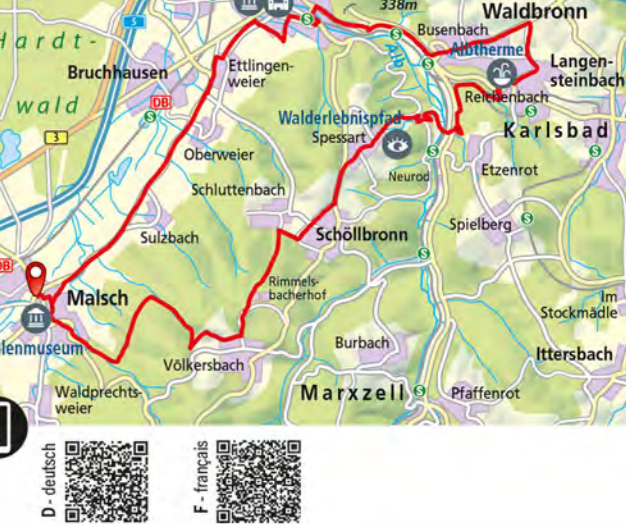 338m
Waldbronn
5
Busenbach
Hardt-
Albtherme
Bruchhausen
Ettlingen-
weier
Alb
Langen-
steinbach
DB
Reichenbach
wald
Walderlebnispfad
Karlsbad
3
Spessart
Oberweier
Etzenrot
Neurod
Schluttenbach
Spielberg
Sulzbach
Schöllbronn
DB
Rimmels-
bacherhof
Malsch
Im
Stockmädle
Burbach
Ittersbach
lenmuseum
Völkersbach
Waldprechts-
weier
Marxzell
Pfaffenrot
S
S
S
S
S
S
S
S
S
S
D - deutsch
F - français